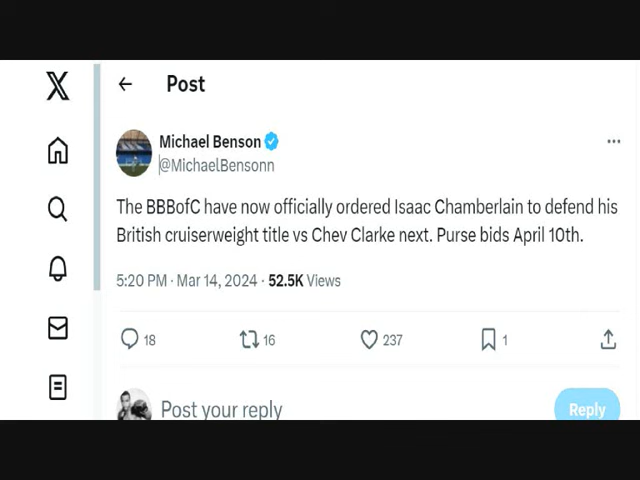 Post
Michael Benson
@MichaelBensonn
The BBBofC have now officially ordered Isaac Chamberlain to defend his
British cruiserweight title vs Chev Clarke next. Purse bids April 10th.
5:20 PM · Mar 14, 2024 · 52.5K Views
18 16 237 1
Post your reply Reply